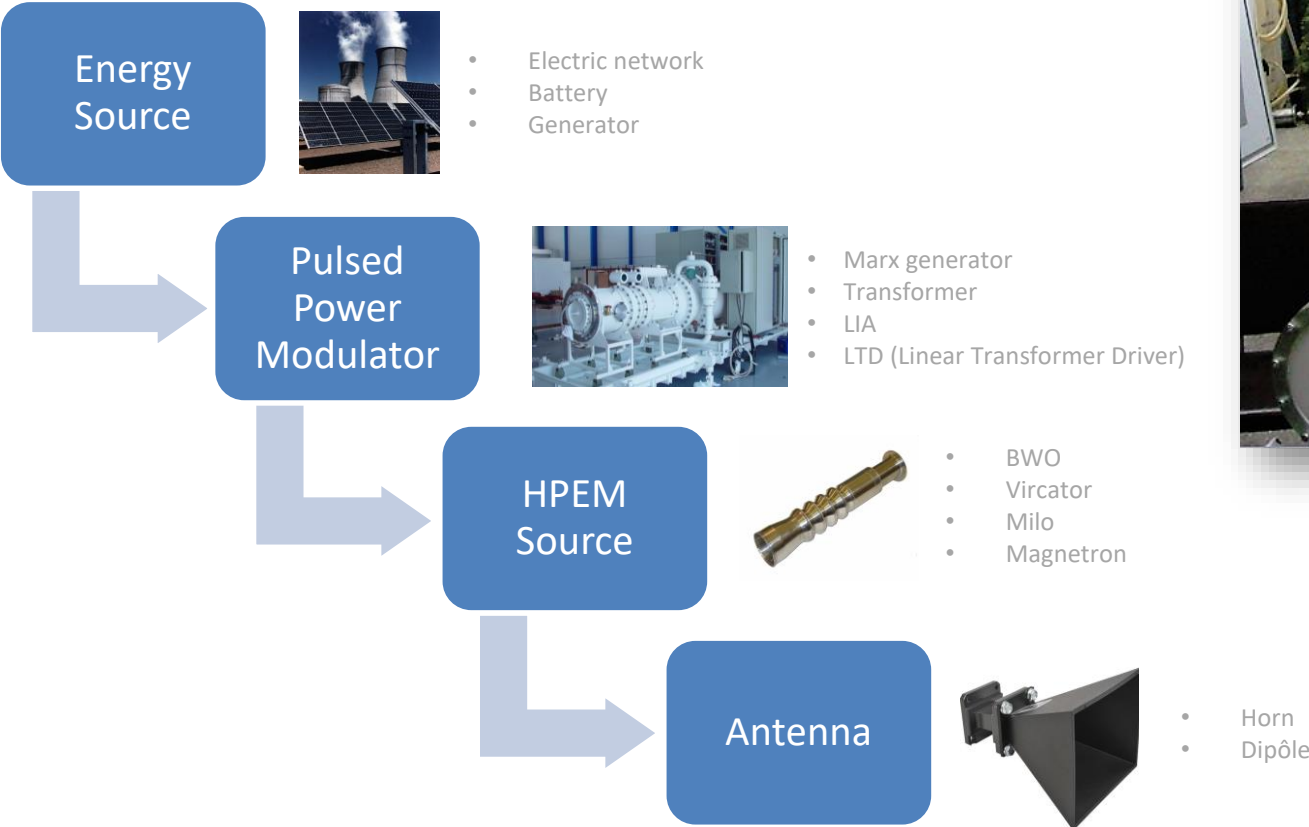 Energy
Source
• Electric network
• Battery
• Generator
Pulsed
Power
Modulator
• Marx generator
• Transformer
• LIA
• LTD (Linear Transformer Driver)
HPEM
Source
• BWO
• Vircator
• Milo
• Magnetron
Antenna
• Horn
• Dipôle